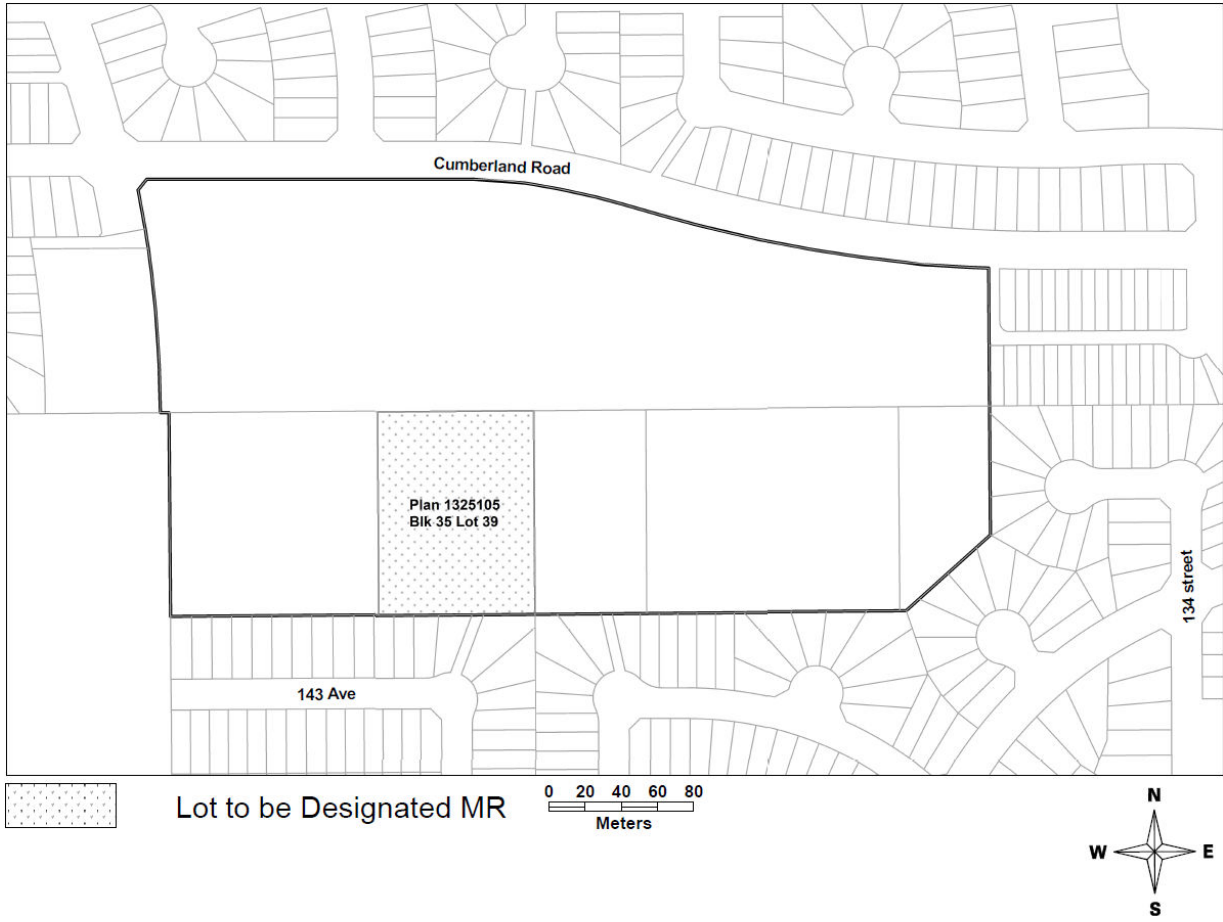 Cumberland Road
Plan 1325105
Blk 35 Lot 39
134 street
143 Ave
Lot to be Designated MR
0 20 40 60 80
Meters
N
W E
S